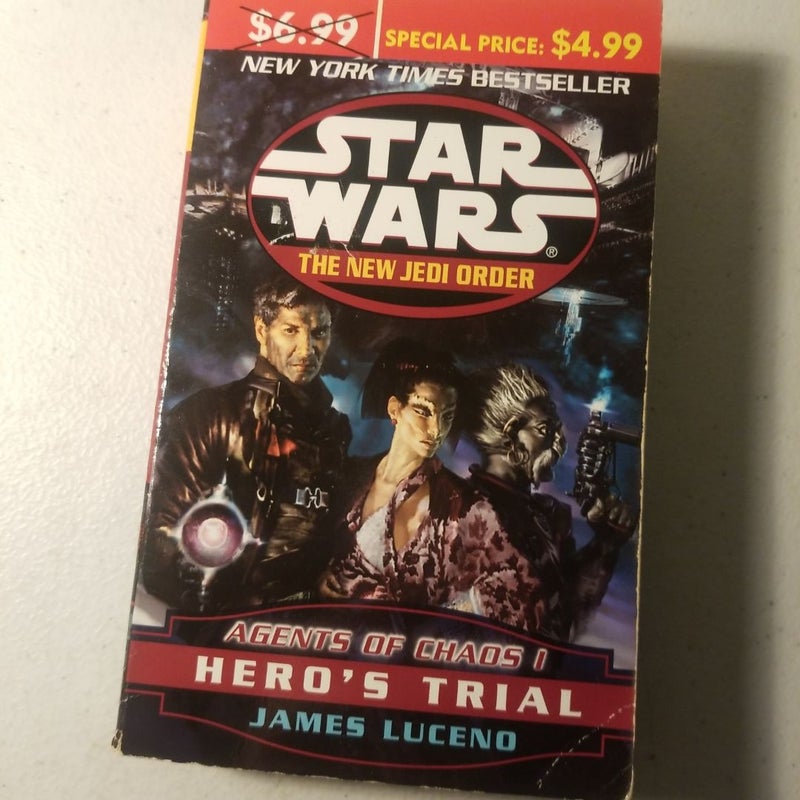 $6.99
SPECIAL PRICE: $4.99
NEW YORK TIMES BESTSELLER
STAR
WARS®
THE NEW JEDI ORDER
AGENTS OF CHAOS I
HERO'S TRIAL
JAMES LUCENO